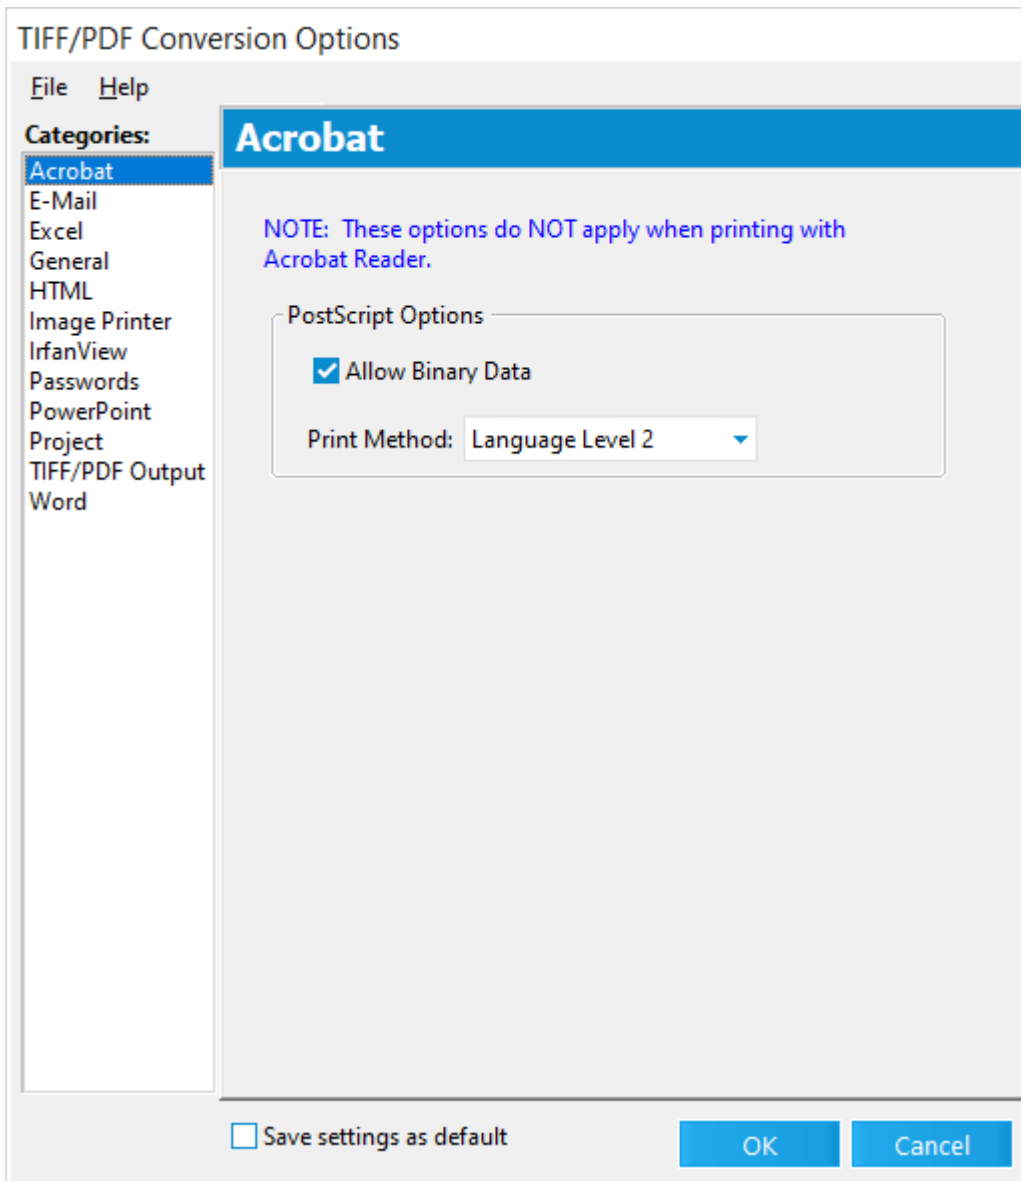 TIFF/PDF Conversion Options
File Help
Categories:
Acrobat
E-Mail
Excel
General
HTML
Image Printer
IrfanView
Passwords
PowerPoint
Project
TIFF/PDF Output
Word
Acrobat
NOTE:  These options do NOT apply when printing with
Acrobat Reader.
PostScript Options
Allow Binary Data
Print Method: Language Level 2
Save settings as default
OK Cancel